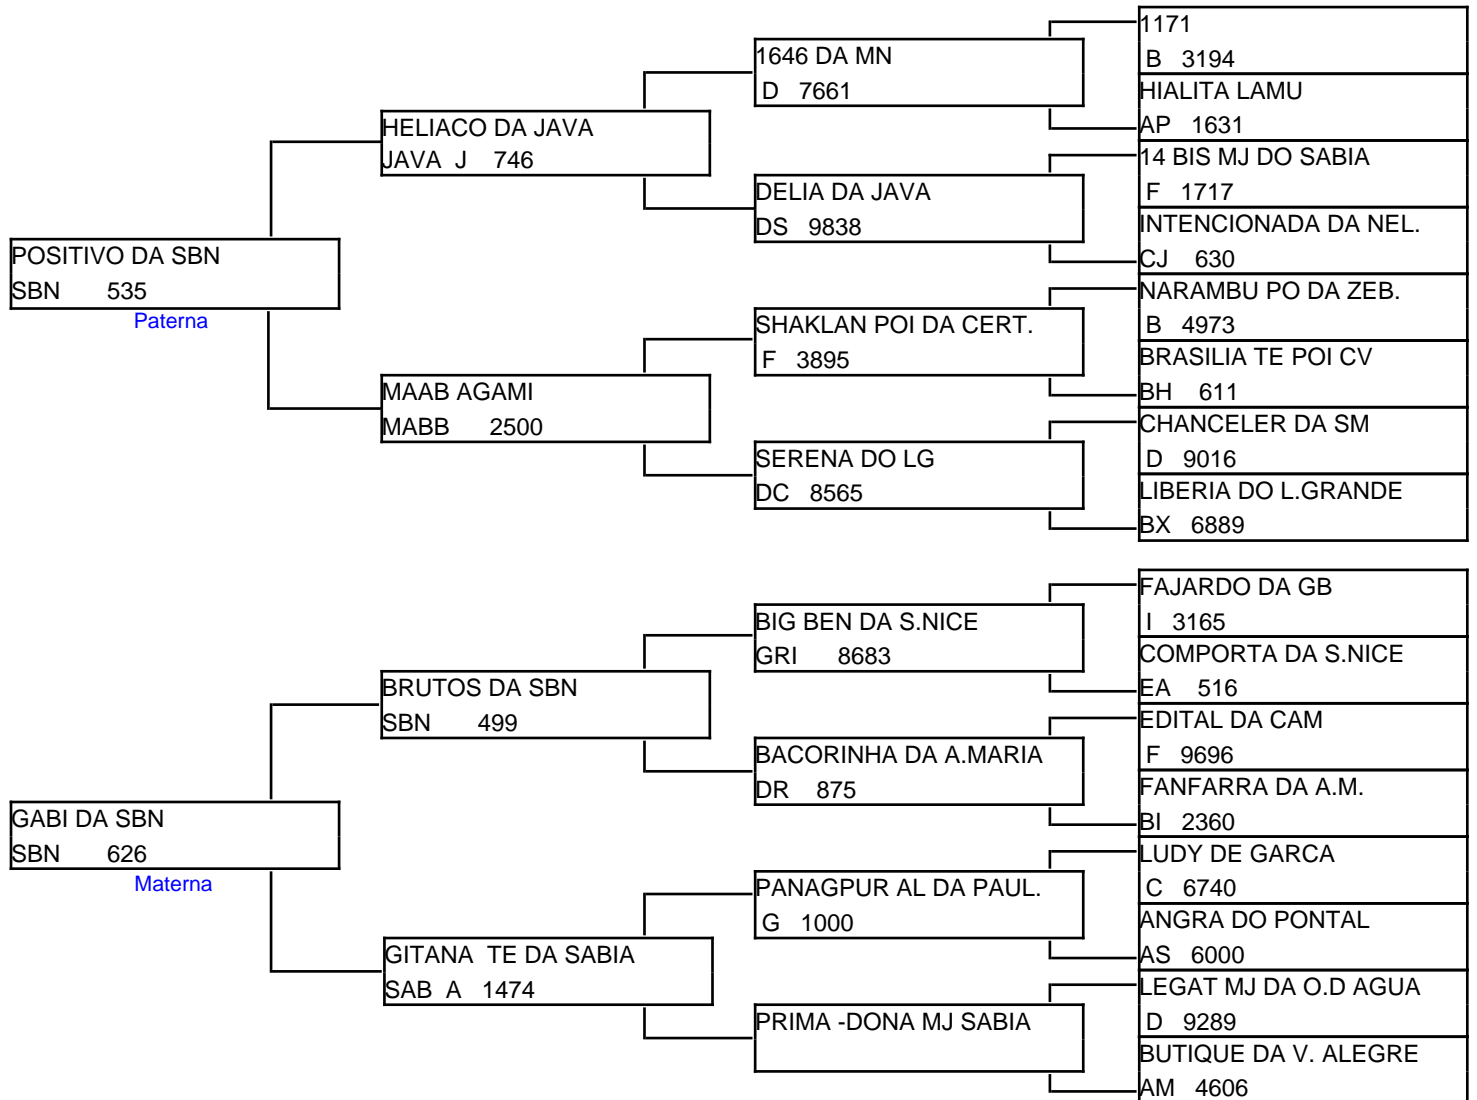 POSITIVO DA SBN
SBN 535
Paterna
HELIACO DA JAVA
JAVA J 746
MAAB AGAMI
MABB 2500
1646 DA MN
D 7661
DELIA DA JAVA
DS 9838
SHAKLAN POI DA CERT.
F 3895
SERENA DO LG
DC 8565
1171
B 3194
HIALITA LAMU
AP 1631
14 BIS MJ DO SABIA
F 1717
INTENCIONADA DA NEL.
CJ 630
NARAMBU PO DA ZEB.
B 4973
BRASILIA TE POI CV
BH 611
CHANCELER DA SM
D 9016
LIBERIA DO L.GRANDE
BX 6889
GABI DA SBN
SBN 626
Materna
BRUTOS DA SBN
SBN 499
GITANA TE DA SABIA
SAB A 1474
BIG BEN DA S.NICE
GRI 8683
BACORINHA DA A.MARIA
DR 875
PANAGPUR AL DA PAUL.
G 1000
PRIMA -DONA MJ SABIA
FAJARDO DA GB
I 3165
COMPORTA DA S.NICE
EA 516
EDITAL DA CAM
F 9696
FANFARRA DA A.M.
BI 2360
LUDY DE GARCA
C 6740
ANGRA DO PONTAL
AS 6000
LEGAT MJ DA O.D AGUA
D 9289
BUTIQUE DA V. ALEGRE
AM 4606